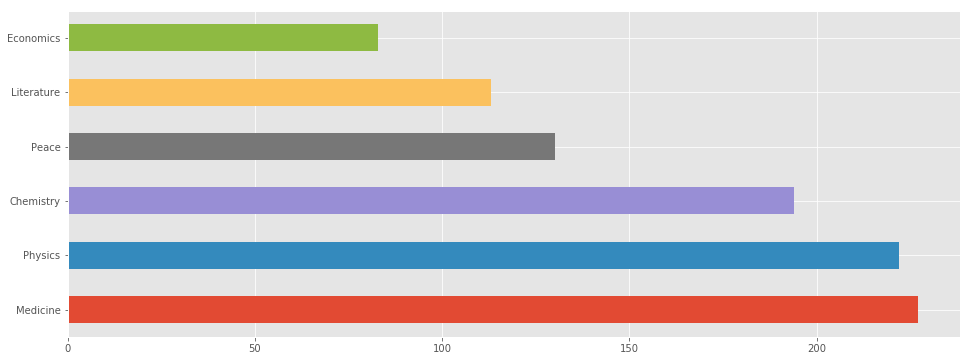 Economics
Literature
Peace
Chemistry
Physics
Medicine
0 50 100 150 200